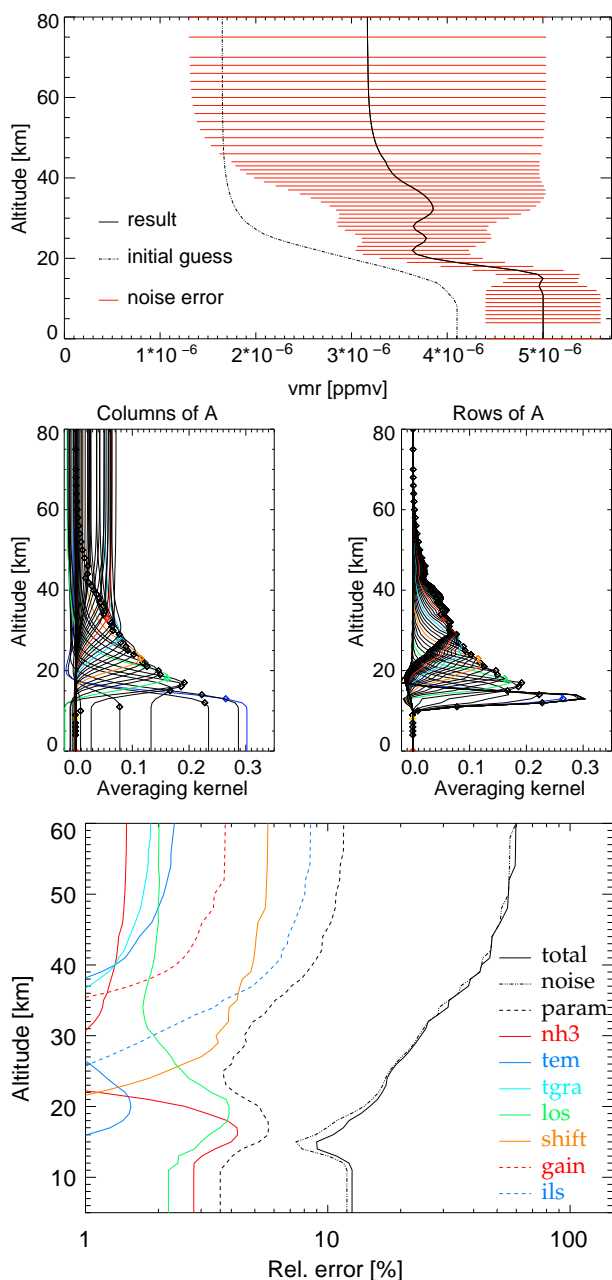 80
60
40
20
0
Altitude [km]
result
initial guess
noise error
0 1*10⁻⁶ 2*10⁻⁶ 3*10⁻⁶ 4*10⁻⁶ 5*10⁻⁶
vmr [ppmv]
Columns of A
80
60
40
20
0
Altitude [km]
0.0 0.1 0.2 0.3
Averaging kernel
Rows of A
80
60
40
20
0
Altitude [km]
0.0 0.1 0.2 0.3
Averaging kernel
60
50
40
30
20
10
Altitude [km]
total
noise
param
nh3
tem
tgra
los
shift
gain
ils
1 10 100
Rel. error [%]